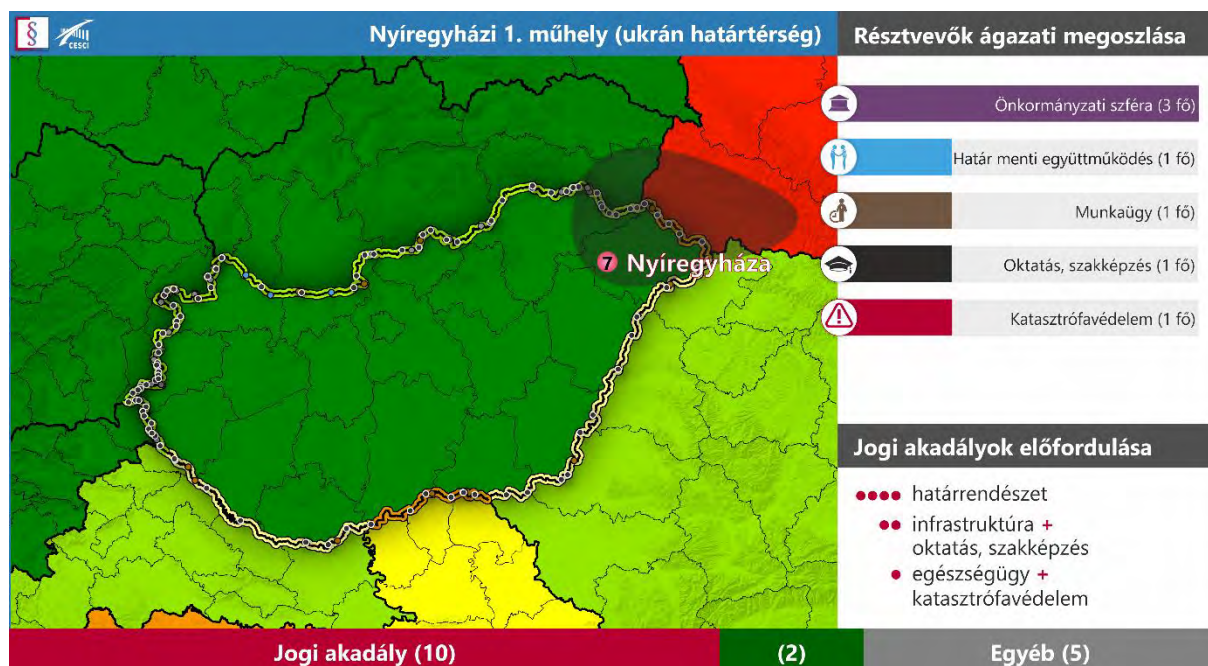 §
CESCI
Nyíregyházi 1. műhely (ukrán határtérség)
7 Nyíregyháza
Résztvevők ágazati megoszlása
Önkormányzati szféra (3 fő)
Határ menti együttműködés (1 fő)
Munkaügy (1 fő)
Oktatás, szakképzés (1 fő)
Katasztrófavédelem (1 fő)
Jogi akadályok előfordulása
határrendészet
infrastruktúra +
oktatás, szakképzés
egészségügy +
katasztrófavédelem
Jogi akadály (10)
(2)
Egyéb (5)